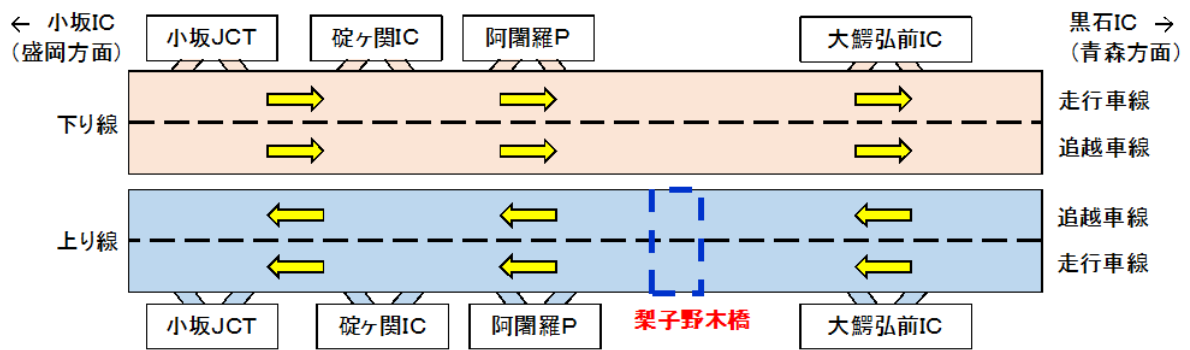 ← 小坂IC
（盛岡方面）
小坂JCT
碇ヶ関IC
阿闍羅P
大鰐弘前IC
黒石IC →
（青森方面）
下り線
走行車線
追越車線
上り線
追越車線
走行車線
小坂JCT
碇ヶ関IC
阿闍羅P
梨子野木橋
大鰐弘前IC